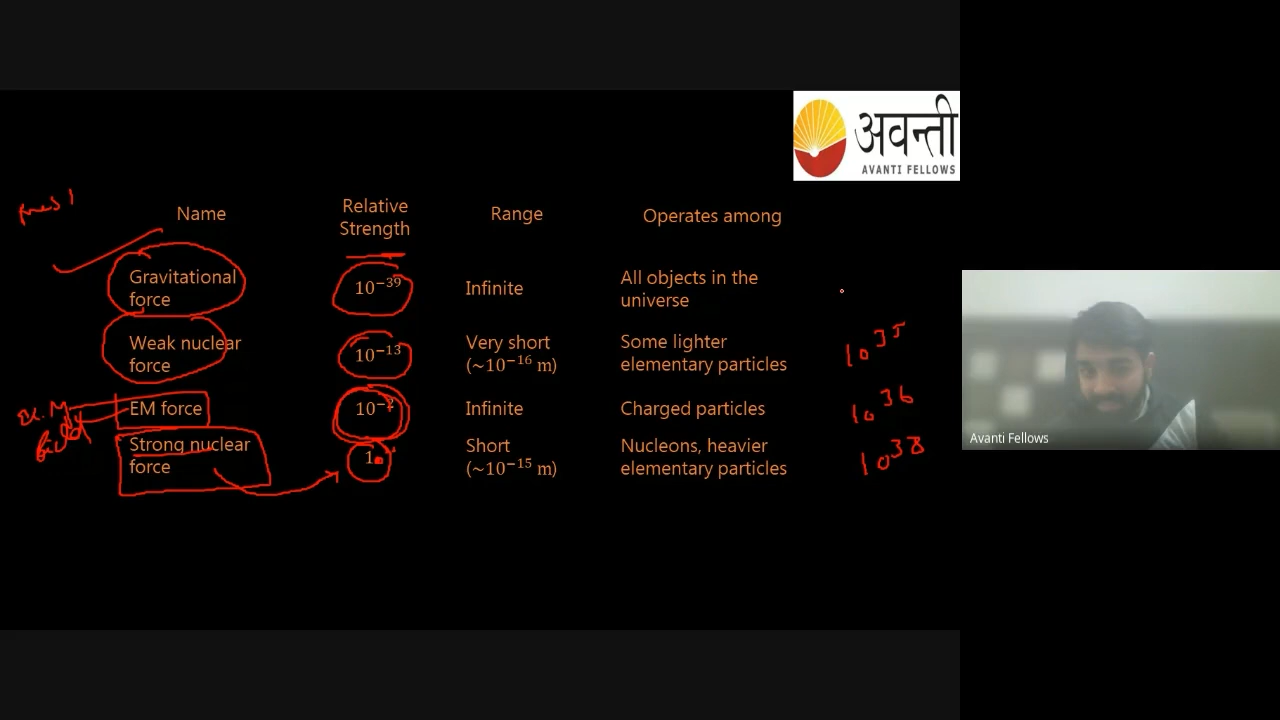 अवन्ती
AVANTI FELLOWS
Name
Relative
Strength
Range
Operates among
Gravitational
force
10⁻³⁹
Infinite
All objects in the
universe
Weak nuclear
force
10⁻¹³
Very short
(~10⁻¹⁶ m)
Some lighter
elementary particles
10³⁵
EM force
10⁻²
Infinite
Charged particles
10³⁶
Strong nuclear
force
1
Short
(~10⁻¹⁵ m)
Nucleons, heavier
elementary particles
10³⁸
Avanti Fellows